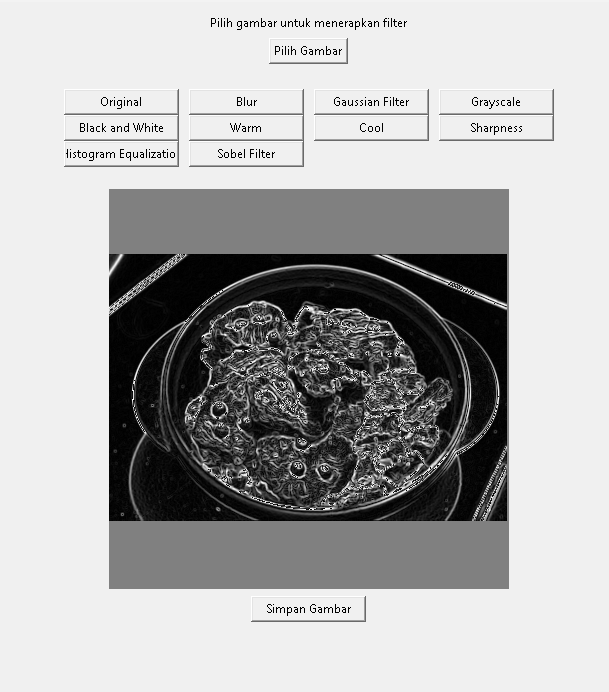 Pilih gambar untuk menerapkan filter
Pilih Gambar
Original
Blur
Gaussian Filter
Grayscale
Black and White
Warm
Cool
Sharpness
Histogram Equalizatio
Sobel Filter
Simpan Gambar